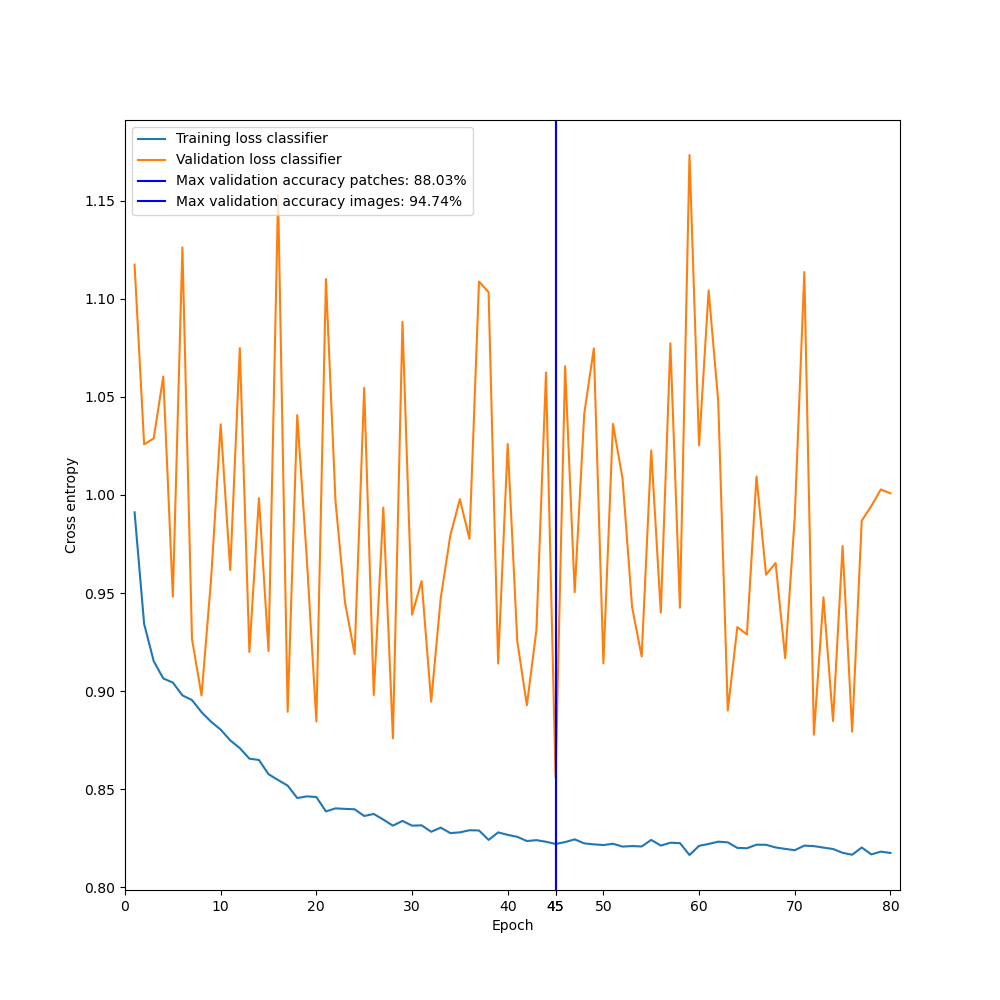 Training loss classifier
Validation loss classifier
Max validation accuracy patches: 88.03%
Max validation accuracy images: 94.74%
1.15
1.10
1.05
1.00
0.95
0.90
0.85
0.80
Cross entropy
0 10 20 30 40 45 50 60 70 80
Epoch